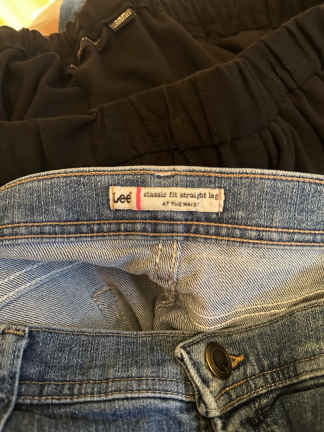 Lee classic fit straight leg
AT THE WAIST